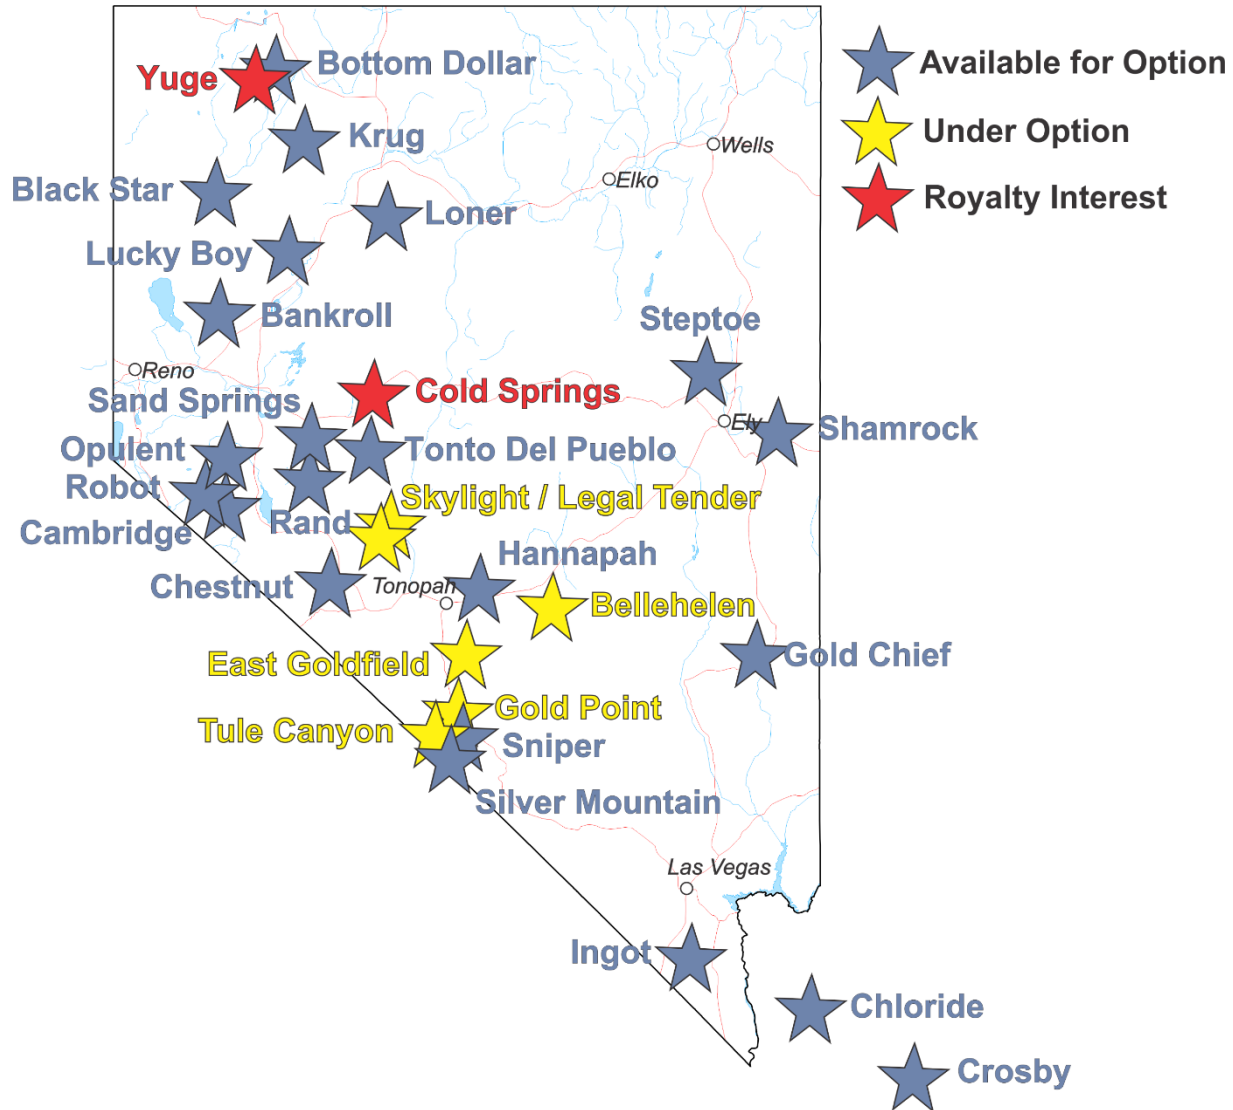 Yuge
Bottom Dollar
Available for Option
Under Option
Krug
Wells
Elko
Black Star
Royalty Interest
Loner
Lucky Boy
Bankroll
Steptoe
Reno
Cold Springs
Sand Springs
Ely
Shamrock
Opulent
Tonto Del Pueblo
Robot
Skylight / Legal Tender
Rand
Cambridge
Hannapah
Chestnut
Tonopah
Bellehelen
East Goldfield
Gold Chief
Gold Point
Tule Canyon
Sniper
Silver Mountain
Las Vegas
Ingot
Chloride
Crosby